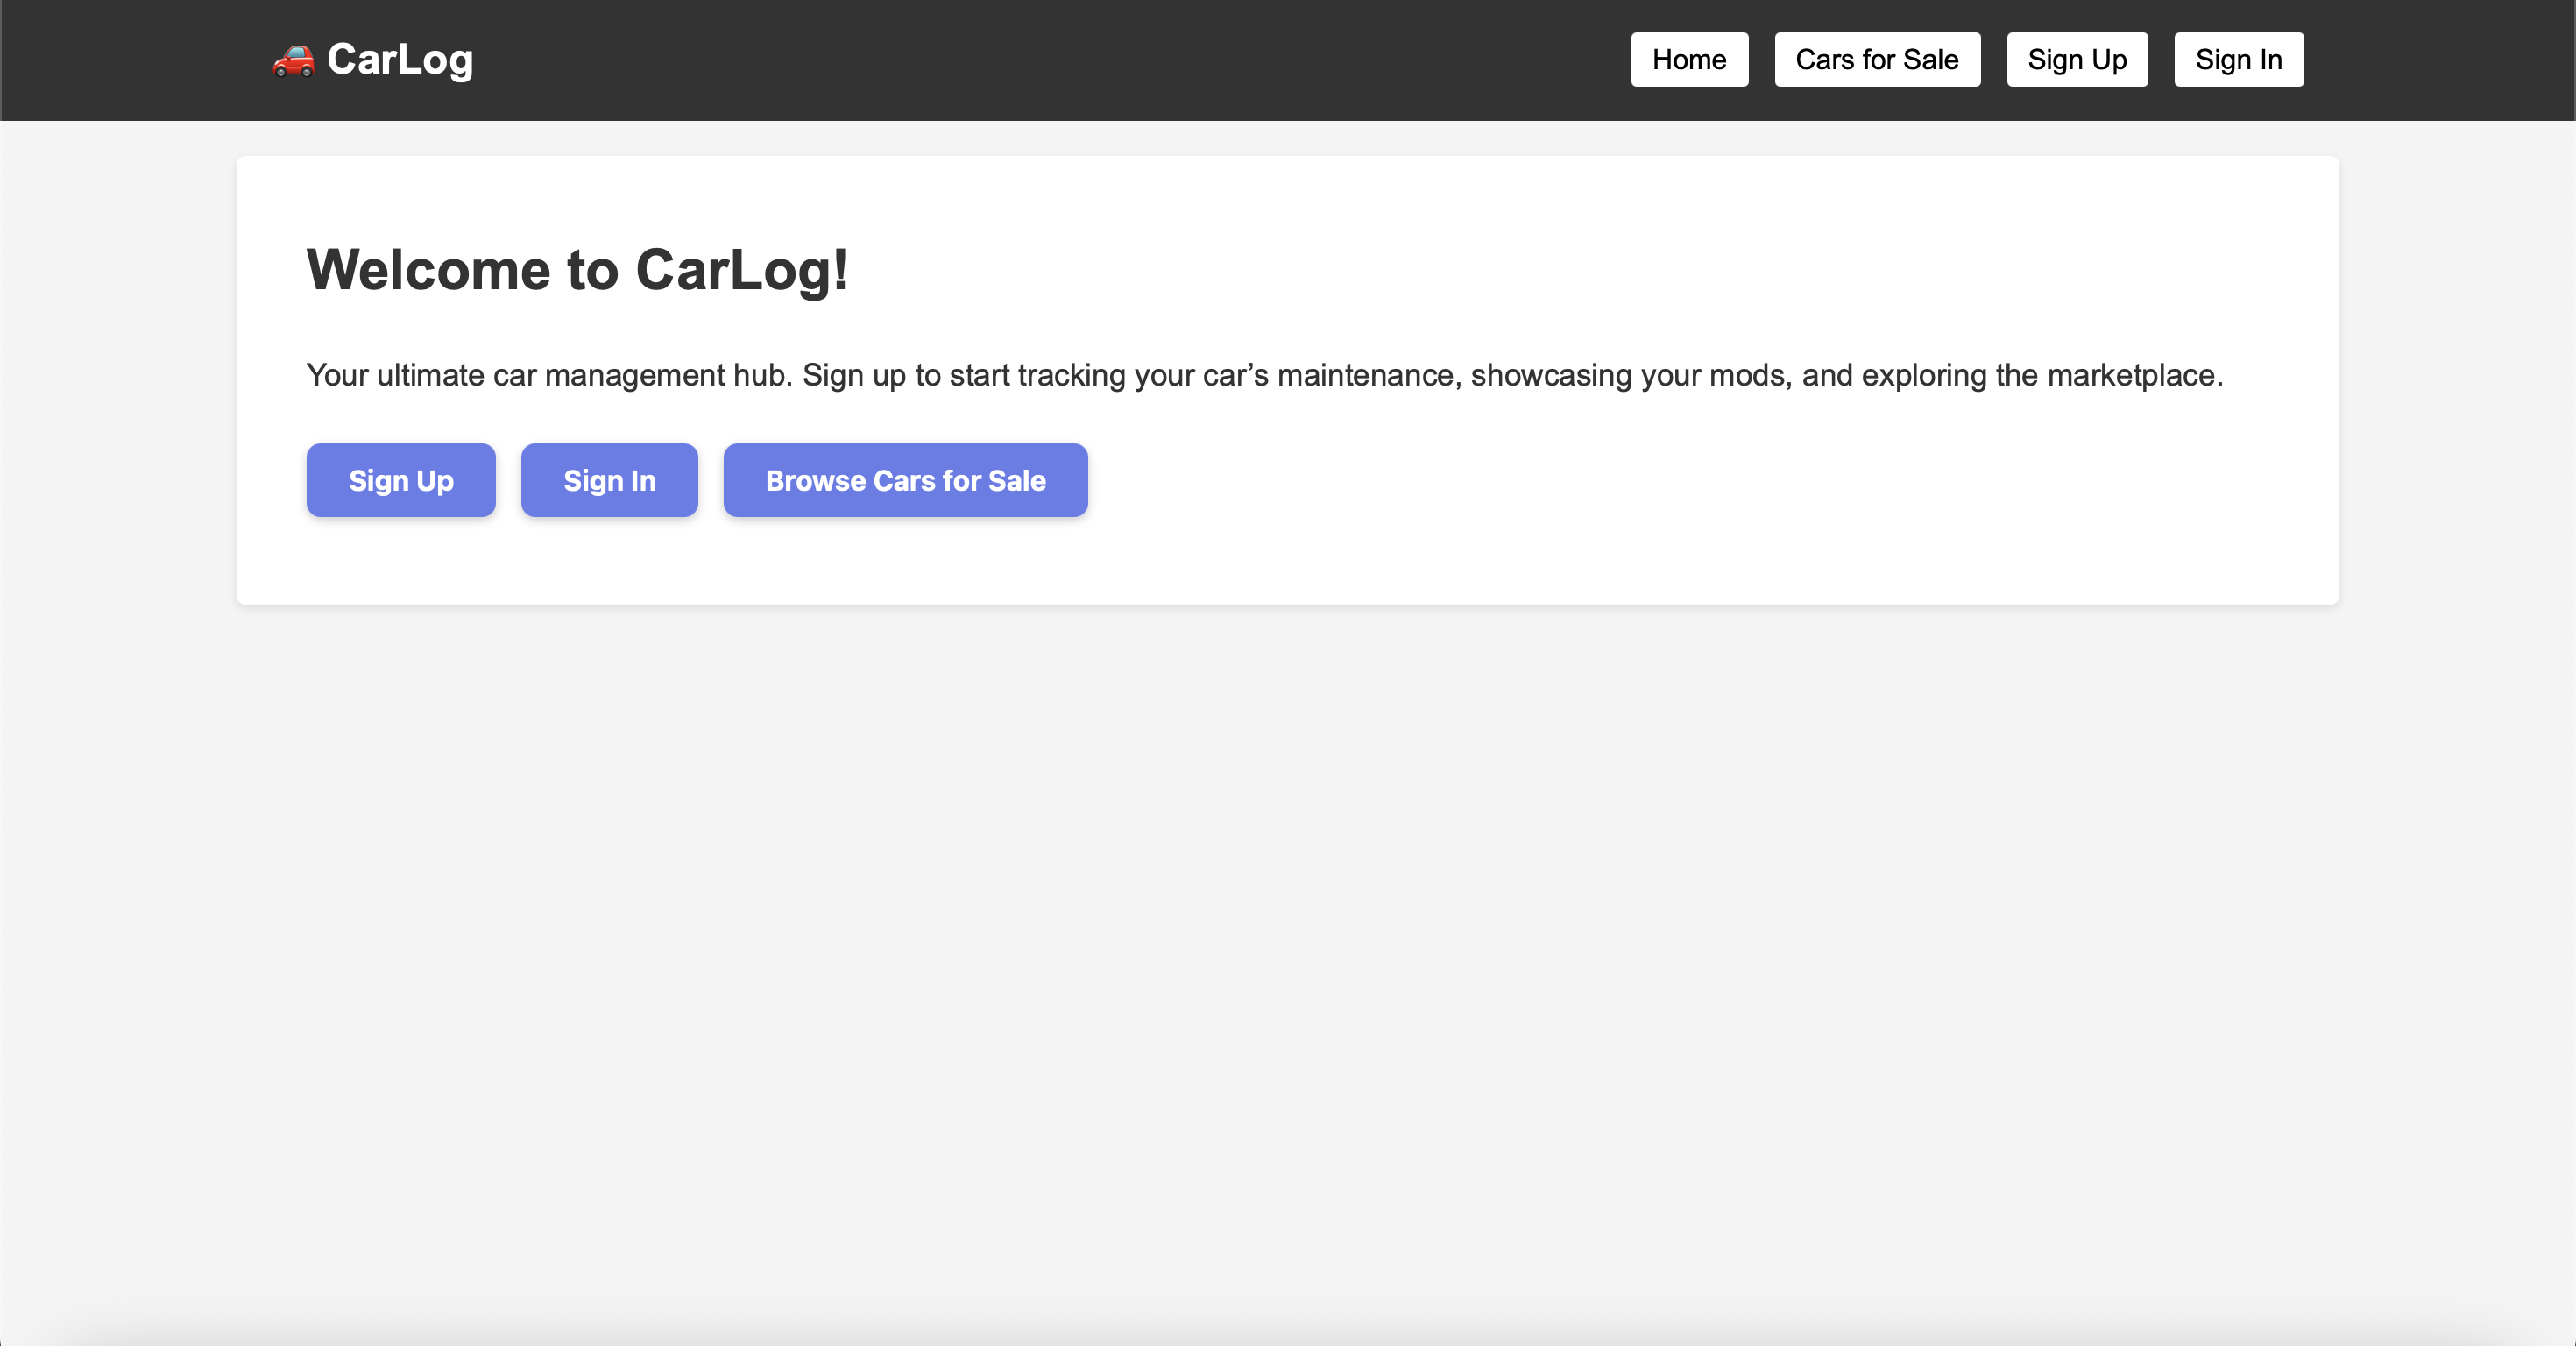 CarLog
Home
Cars for Sale
Sign Up
Sign In
Welcome to CarLog!
Your ultimate car management hub. Sign up to start tracking your car’s maintenance, showcasing your mods, and exploring the marketplace.
Sign Up
Sign In
Browse Cars for Sale